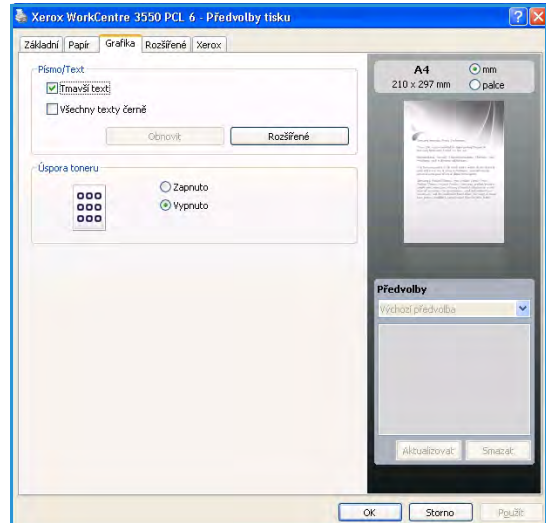 Xerox WorkCentre 3550 PCL 6 - Předvolby tisku
Základní Papír Grafika Rozšířené Xerox
Písmo/Text
Tmavší text
Všechny texty černě
Obnovit Rozšířené
Úspora toneru
Zapnuto
Vypnuto
A4
210 x 297 mm
mm
palce
Předvolby
Výchozí předvolba
Aktualizovat Smazat
OK Storno Použít